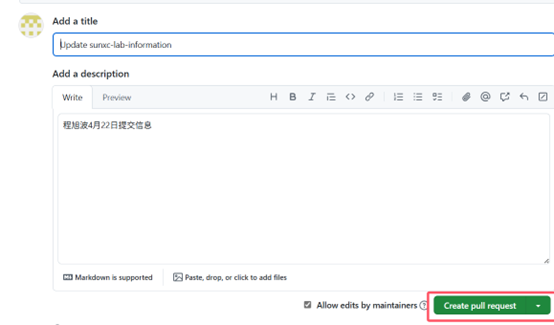 Add a title
Update sunxc-lab-information
Add a description
Write Preview
程旭波4月22日提交信息
Markdown is supported Paste, drop, or click to add files
Allow edits by maintainers
Create pull request